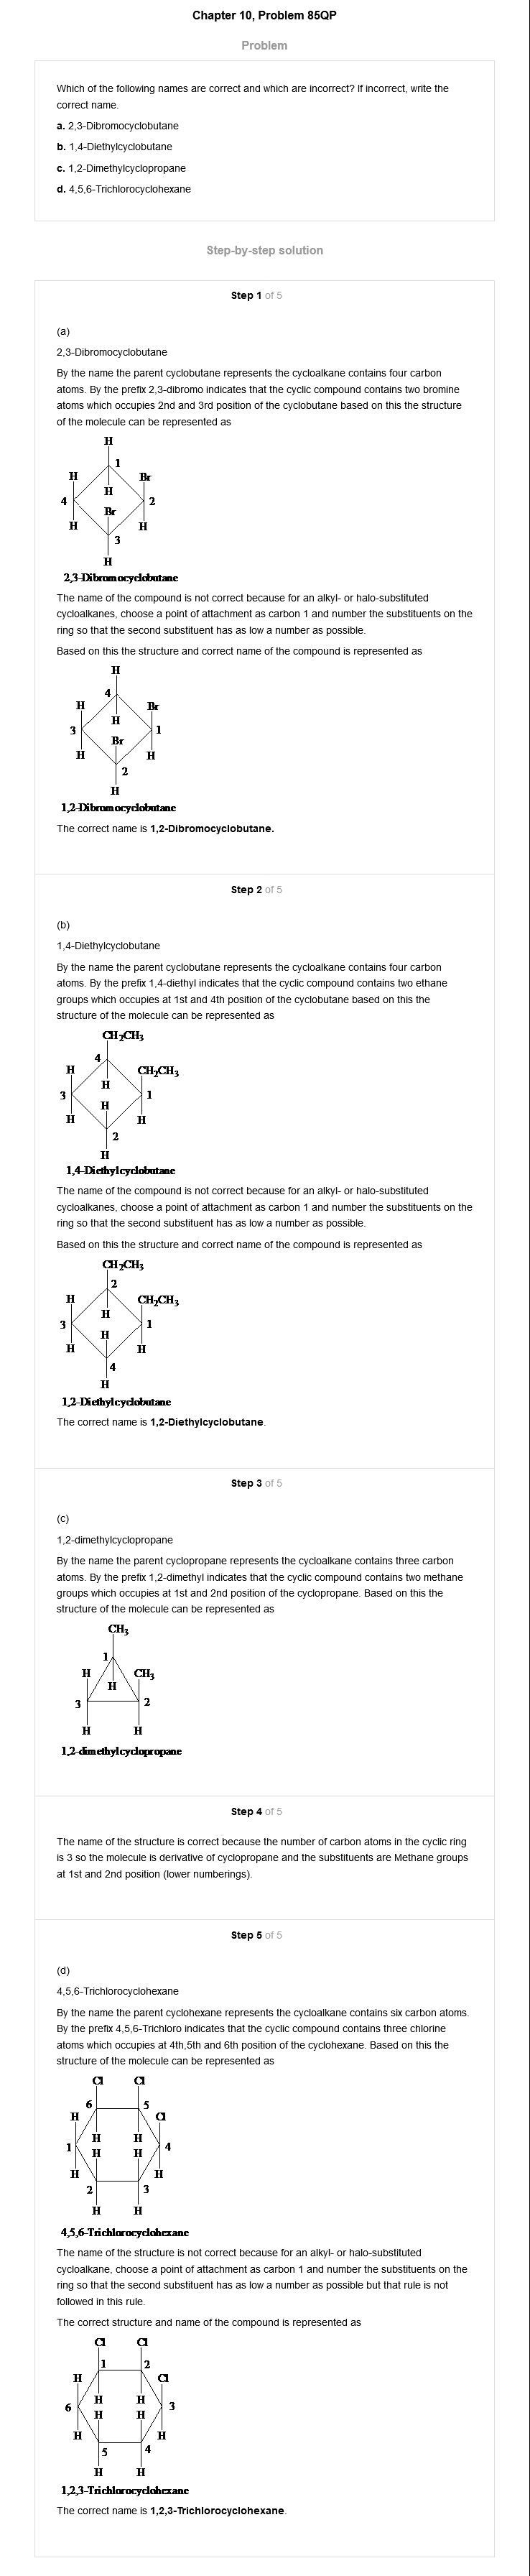 Chapter 10, Problem 85QP
Problem
Which of the following names are correct and which are incorrect? If incorrect, write the
correct name.
a. 2,3-Dibromocyclobutane
b. 1,4-Diethylcyclobutane
c. 1,2-Dimethylcyclopropane
d. 4,5,6-Trichlorocyclohexane
Step-by-step solution
Step 1 of 5
(a)
2,3-Dibromocyclobutane
By the name the parent cyclobutane represents the cycloalkane contains four carbon
atoms. By the prefix 2,3-dibromo indicates that the cyclic compound contains two bromine
atoms which occupies 2nd and 3rd position of the cyclobutane based on this the structure
of the molecule can be represented as
H
1
H Br
H
4 2
Br
H H
3
H
2,3-Dibromocyclobutane
The name of the compound is not correct because for an alkyl- or halo-substituted
cycloalkanes, choose a point of attachment as carbon 1 and number the substituents on the
ring so that the second substituent has as low a number as possible.
Based on this the structure and correct name of the compound is represented as
H
4
H Br
H
3 1
Br
H H
2
H
1,2-Dibromocyclobutane
The correct name is 1,2-Dibromocyclobutane.
Step 2 of 5
(b)
1,4-Diethylcyclobutane
By the name the parent cyclobutane represents the cycloalkane contains four carbon
atoms. By the prefix 1,4-diethyl indicates that the cyclic compound contains two ethane
groups which occupies at 1st and 4th position of the cyclobutane based on this the
structure of the molecule can be represented as
CH2CH3
4
H CH2CH3
H
3 1
H
H H
2
H
1,4-Diethylcyclobutane
The name of the compound is not correct because for an alkyl- or halo-substituted
cycloalkanes, choose a point of attachment as carbon 1 and number the substituents on the
ring so that the second substituent has as low a number as possible.
Based on this the structure and correct name of the compound is represented as
CH2CH3
2
H CH2CH3
H
3 1
H
H H
4
H
1,2-Diethylcyclobutane
The correct name is 1,2-Diethylcyclobutane.
Step 3 of 5
(c)
1,2-dimethylcyclopropane
By the name the parent cyclopropane represents the cycloalkane contains three carbon
atoms. By the prefix 1,2-dimethyl indicates that the cyclic compound contains two methane
groups which occupies at 1st and 2nd position of the cyclopropane. Based on this the
structure of the molecule can be represented as
CH3
1
H CH3
H
3 2
H H
1,2-dimethylcyclopropane
Step 4 of 5
The name of the structure is correct because the number of carbon atoms in the cyclic ring
is 3 so the molecule is derivative of cyclopropane and the substituents are Methane groups
at 1st and 2nd position (lower numberings).
Step 5 of 5
(d)
4,5,6-Trichlorocyclohexane
By the name the parent cyclohexane represents the cycloalkane contains six carbon atoms.
By the prefix 4,5,6-Trichloro indicates that the cyclic compound contains three chlorine
atoms which occupies at 4th,5th and 6th position of the cyclohexane. Based on this the
structure of the molecule can be represented as
Cl Cl
6 5
H Cl
H H
1 4
H H
H H
2 3
H H
4,5,6-Trichlorocyclohexane
The name of the structure is not correct because for an alkyl- or halo-substituted
cycloalkane, choose a point of attachment as carbon 1 and number the substituents on the
ring so that the second substituent has as low a number as possible but that rule is not
followed in this rule.
The correct structure and name of the compound is represented as
Cl Cl
1 2
H Cl
H H
6 3
H H
H H
5 4
H H
1,2,3-Trichlorocyclohexane
The correct name is 1,2,3-Trichlorocyclohexane.